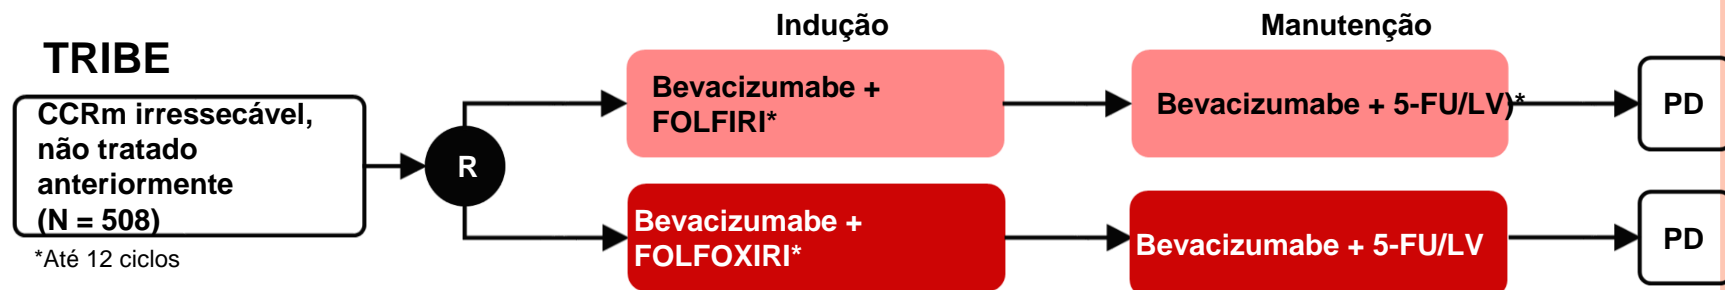 TRIBE
CCRm irressecável,
não tratado
anteriormente
(N = 508)
*Até 12 ciclos
R
Indução
Manutenção
Bevacizumabe +
FOLFIRI*
Bevacizumabe + 5-FU/LV)*
PD
Bevacizumabe +
FOLFOXIRI*
Bevacizumabe + 5-FU/LV
PD